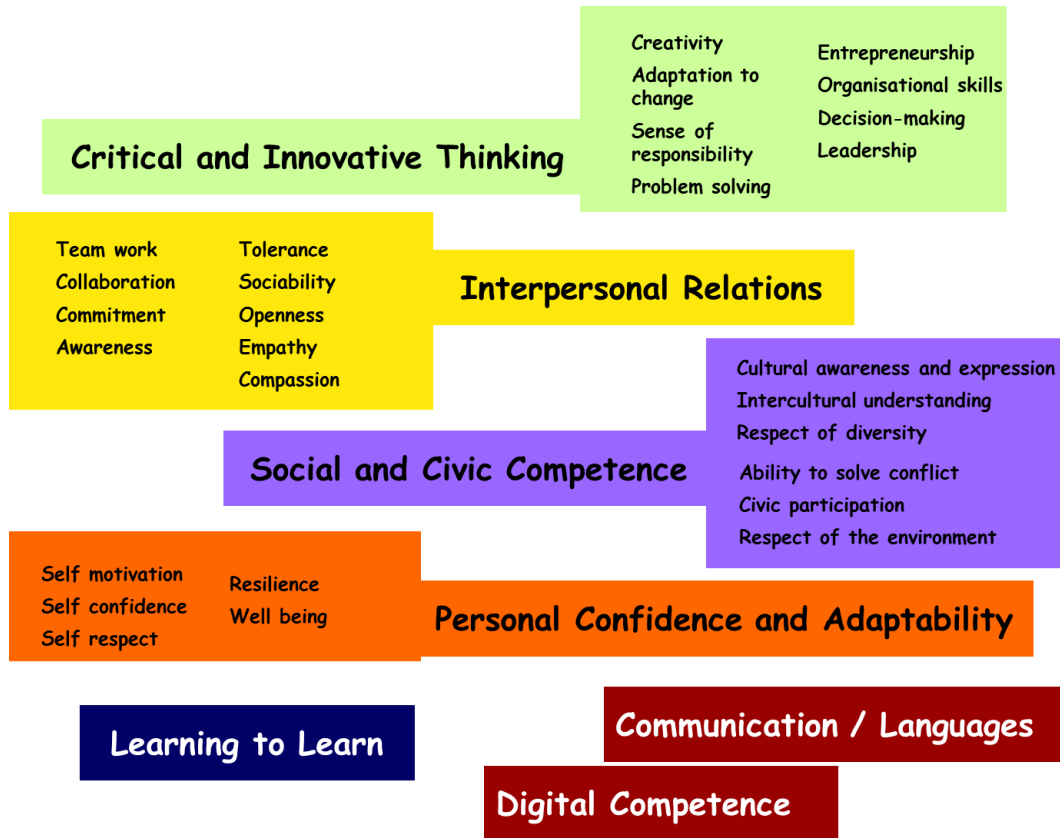 Creativity
Adaptation to
change
Sense of
responsibility
Problem solving
Entrepreneurship
Organisational skills
Decision-making
Leadership
Critical and Innovative Thinking
Team work
Collaboration
Commitment
Awareness
Tolerance
Sociability
Openness
Empathy
Compassion
Interpersonal Relations
Cultural awareness and expression
Intercultural understanding
Respect of diversity
Ability to solve conflict
Civic participation
Respect of the environment
Social and Civic Competence
Self motivation
Self confidence
Self respect
Resilience
Well being
Personal Confidence and Adaptability
Learning to Learn
Communication / Languages
Digital Competence